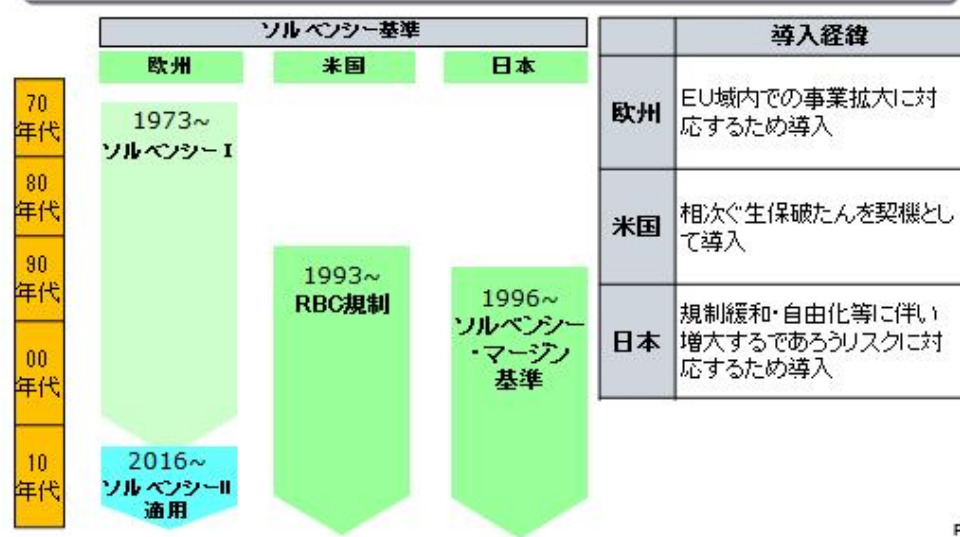 ソルベンシー基準
欧州
米国
日本
70
年代
80
年代
90
年代
00
年代
10
年代
1973~
ソルベンシーⅠ
2016~
ソルベンシーⅡ
適用
1993~
RBC規制
1996~
ソルベンシー
・マージン
基準
導入経緯
欧州
EU域内での事業拡大に対
応するため導入
米国
相次ぐ生保破たんを契機とし
て導入
日本
規制緩和・自由化等に伴い
増大するであろうリスクに対
応するため導入